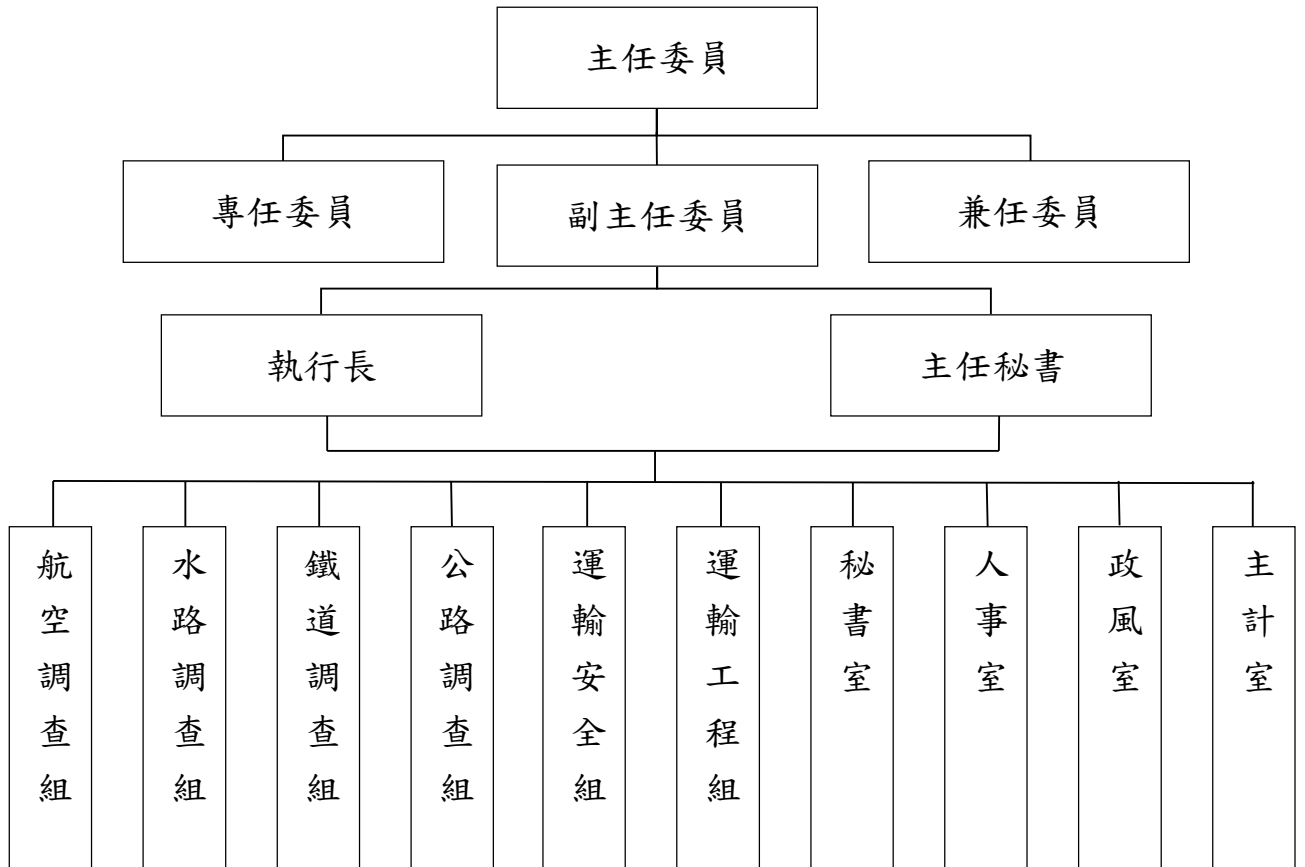 主任委員
專任委員
副主任委員
兼任委員
執行長
主任秘書
航空調查組
水路調查組
鐵道調查組
公路調查組
運輸安全組
運輸工程組
秘書室
人事室
政風室
主計室